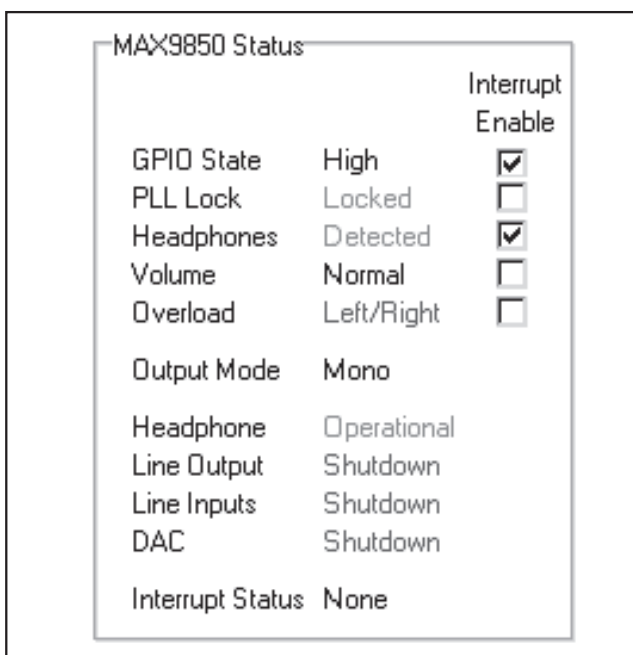 MAX9850 Status
Interrupt
Enable
GPIO State High
PLL Lock Locked
Headphones Detected
Volume Normal
Overload Left/Right
Output Mode Mono
Headphone Operational
Line Output Shutdown
Line Inputs Shutdown
DAC Shutdown
Interrupt Status None